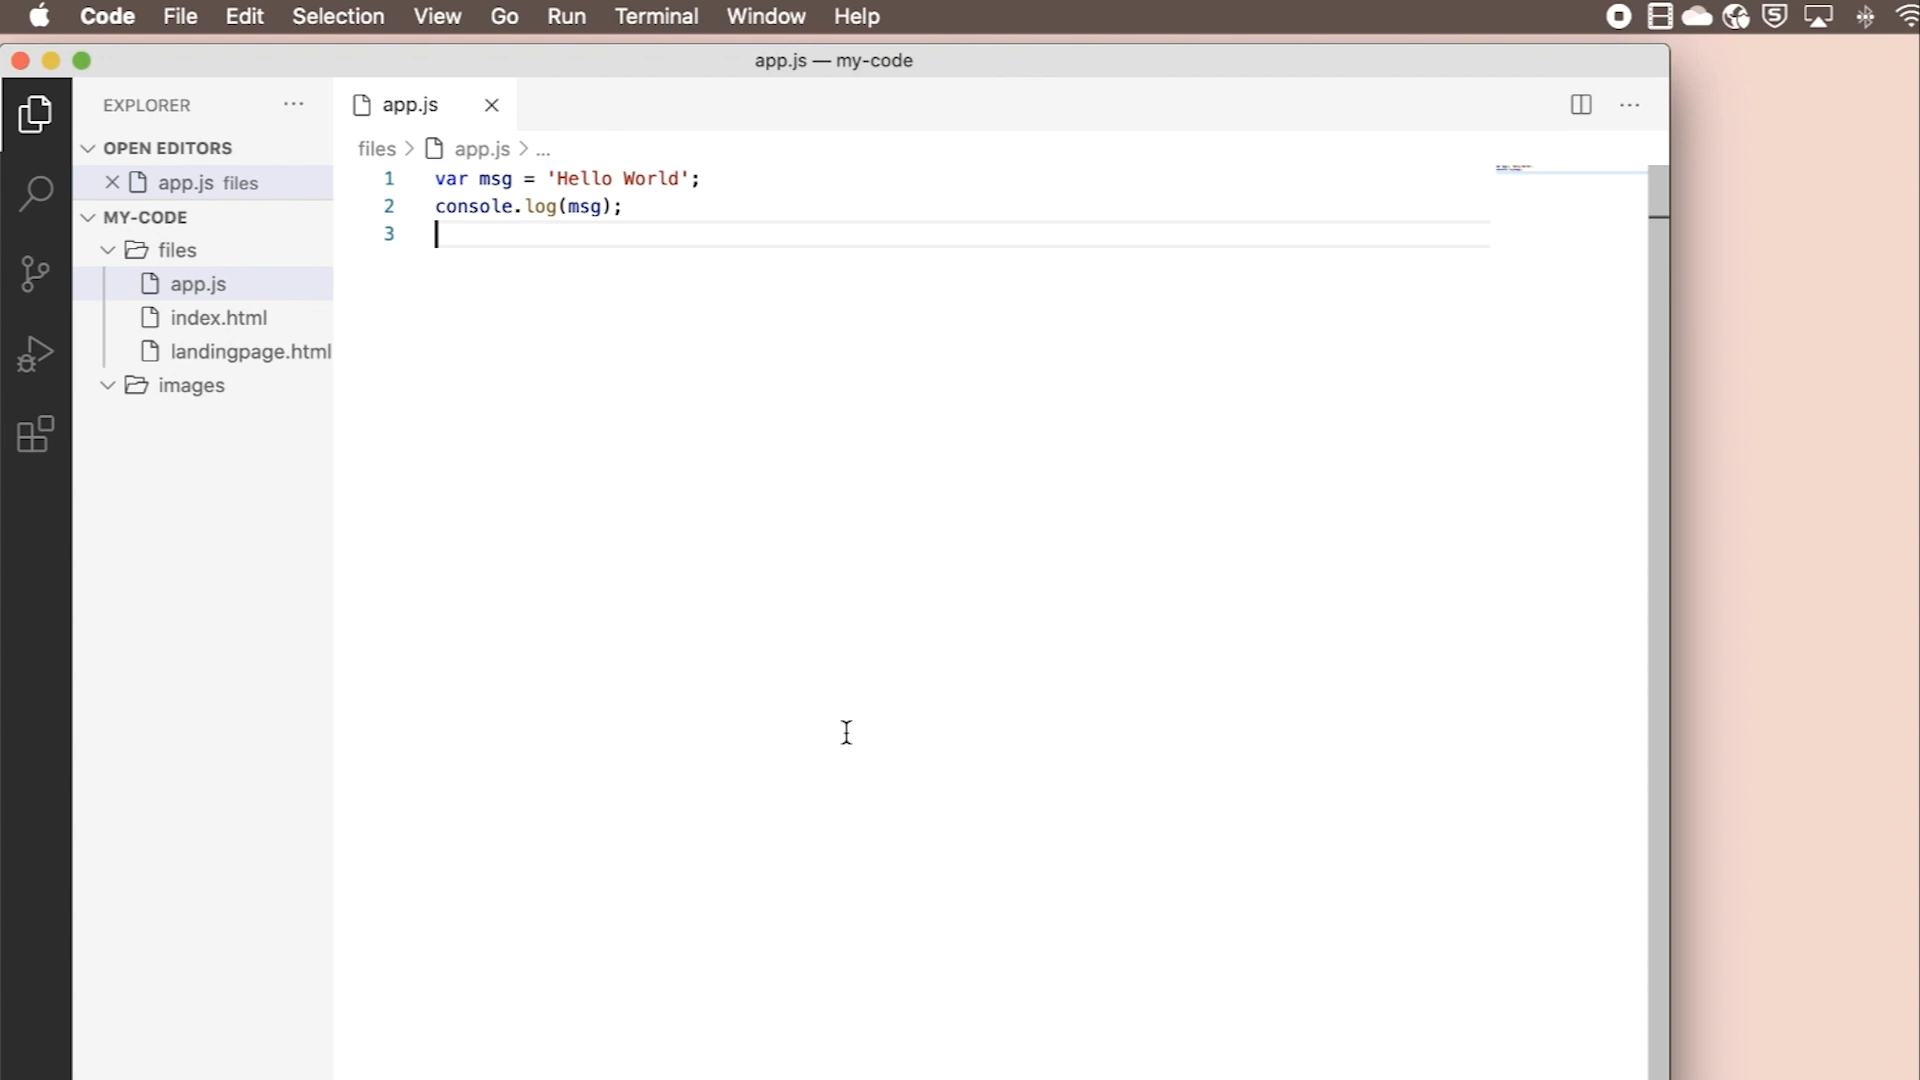 Code File Edit Selection View Go Run Terminal Window Help
app.js — my-code
EXPLORER ...
app.js
OPEN EDITORS
files > app.js > ...
app.js files
1 var msg = 'Hello World';
2 console.log(msg);
3
MY-CODE
files
app.js
index.html
landingpage.html
images